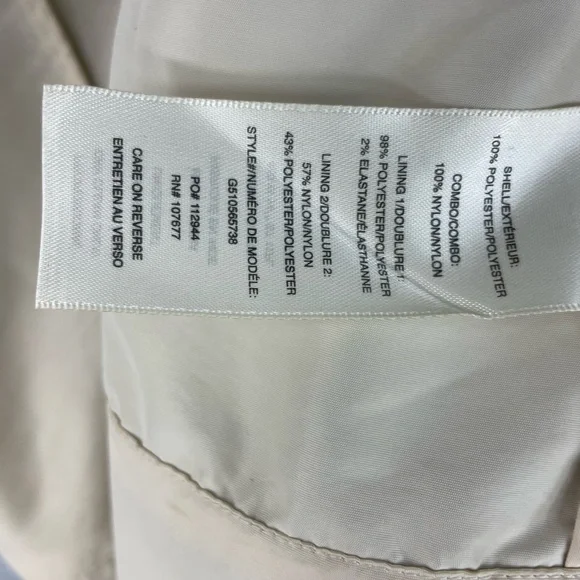 SHELL/EXTÉRIEUR:
100% POLYESTER/POLYESTER
COMBO/COMBO:
100% NYLON/NYLON
LINING 1/DOUBLURE 1:
98% POLYESTER/POLYESTER
2% ELASTANE/ÉLASTHANNE
LINING 2/DOUBLURE 2:
57% NYLON/NYLON
43% POLYESTER/POLYESTER
STYLE#/NUMÉRO DE MODÈLE:
G510565738
PO# 112944
RN# 107677
CARE ON REVERSE
ENTRETIEN AU VERSO